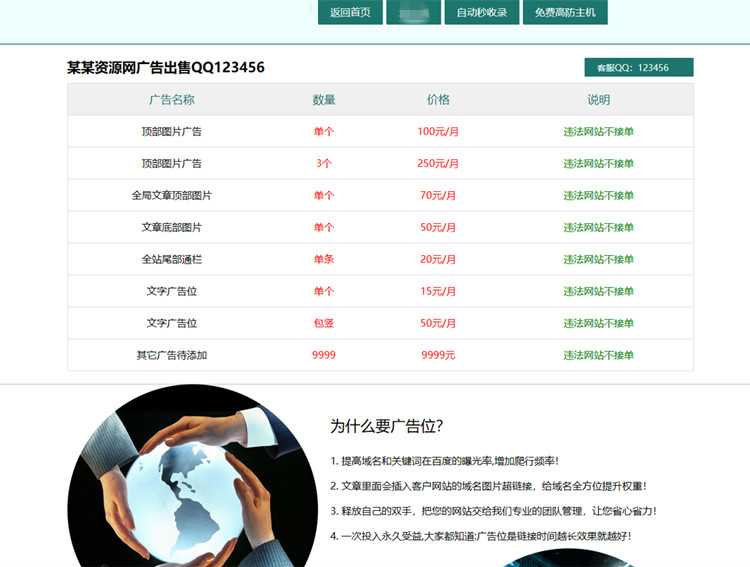 返回首页
自动秒收录
免费高防主机
某某资源网广告出售QQ123456
客服QQ：123456
广告名称 数量 价格 说明
顶部图片广告 单个 100元/月 违法网站不接单
顶部图片广告 3个 250元/月 违法网站不接单
全局文章顶部图片 单个 70元/月 违法网站不接单
文章底部图片 单个 50元/月 违法网站不接单
全站尾部通栏 单条 20元/月 违法网站不接单
文字广告位 单个 15元/月 违法网站不接单
文字广告位 包竖 50元/月 违法网站不接单
其它广告待添加 9999 9999元 违法网站不接单
为什么要广告位?
1. 提高域名和关键词在百度的曝光率,增加爬行频率!
2. 文章里面会插入客户网站的域名图片超链接，给域名全方位提升权重!
3. 释放自己的双手，把您的网站交给我们专业的团队管理，让您省心省力!
4. 一次投入永久受益,大家都知道;广告位是链接时间越长效果就越好!